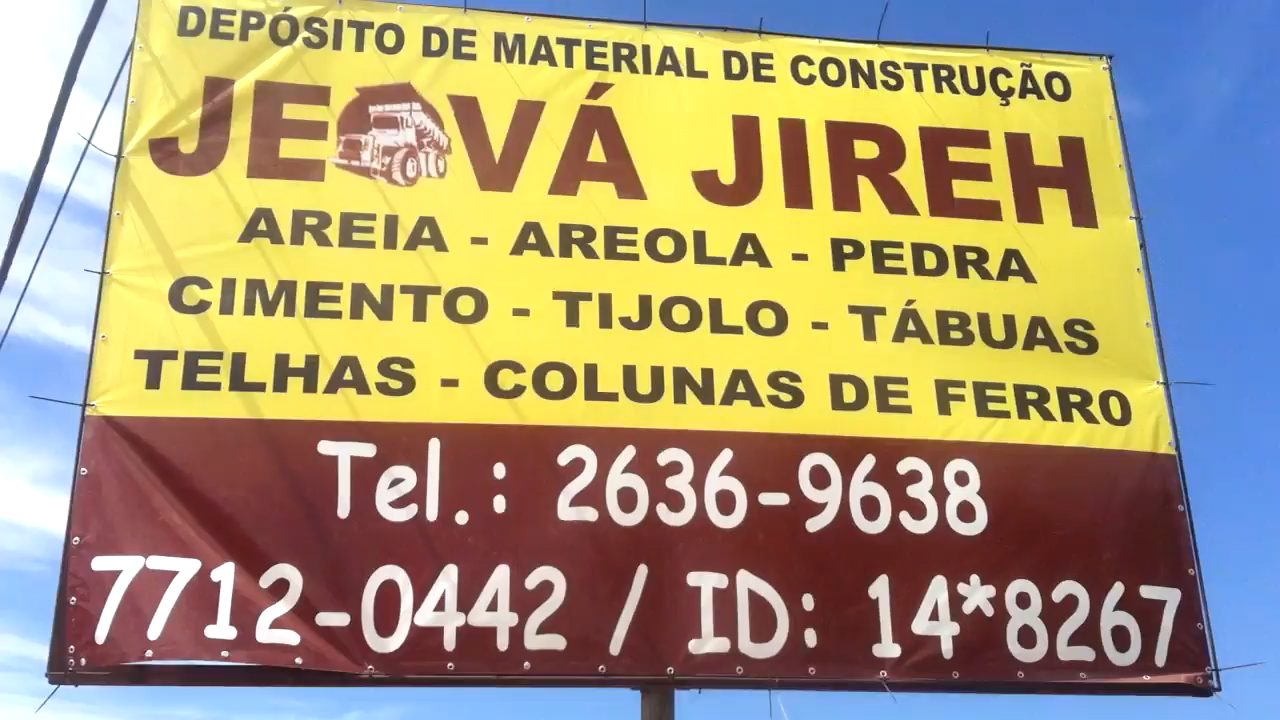 DEPÓSITO DE MATERIAL DE CONSTRUÇÃO
JEOVÁ JIREH
AREIA - AREOLA - PEDRA
CIMENTO - TIJOLO - TÁBUAS
TELHAS - COLUNAS DE FERRO
Tel.: 2636-9638
7712-0442 / ID: 14*8267